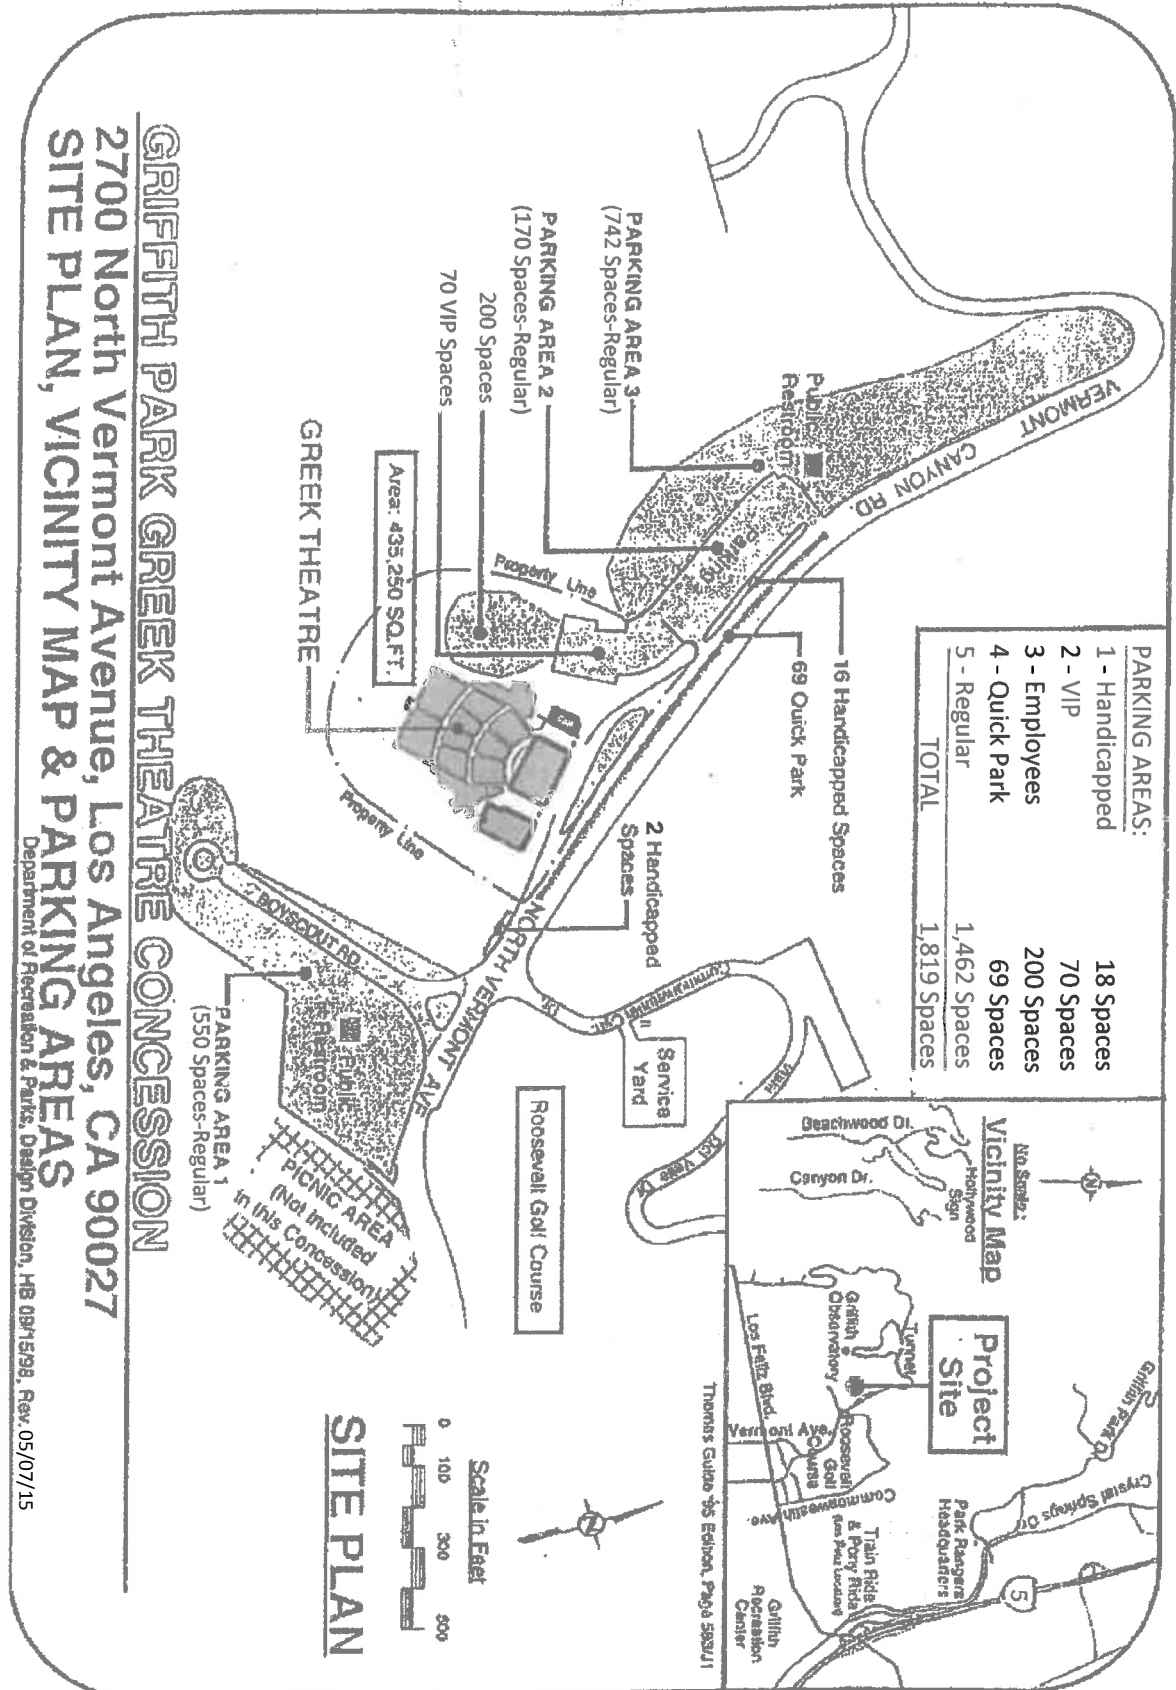 PARKING AREAS:
1 - Handicapped 18 Spaces
2 - VIP 70 Spaces
3 - Employees 200 Spaces
4 - Quick Park 69 Spaces
5 - Regular 1,462 Spaces
TOTAL 1,819 Spaces
No Scale:
Vicinity Map
N
Beachwood Dr.
Canyon Dr.
Hollywood
Sign
Project
Site
Griffith
Observatory
Tunnel
Los Feliz Blvd.
Vermont Ave.
Roosevelt
Golf
Course
Commonwealth Ave.
Griffith Park Dr.
Crystal Springs Dr.
Park Rangers
Headquarters
5
Train Ride
& Pony Ride
Griffith
Recreation
Center
Thomas Guide '95 Edition, Page 593/J1
VERMONT
CANYON
RD.
PARKING AREA 3
(742 Spaces-Regular)
PARKING AREA 2
(170 Spaces-Regular)
200 Spaces
70 VIP Spaces
Public
Restroom
Parking
16 Handicapped Spaces
69 Quick Park
2 Handicapped
Spaces
Property Line
Area: 435,250 SQ.FT.
GREEK THEATRE
Property Line
NORTH VERMONT AVE
BOYSCOUT RD.
Public
Restroom
PARKING AREA 1
(550 Spaces-Regular)
PICNIC AREA
(Not Included
in this Concession)
Service
Yard
Vista Del Valle Dr
Roosevelt Golf Course
N
Scale in Feet
0 100 300 500
SITE PLAN
GRIFFITH PARK GREEK THEATRE CONCESSION
2700 North Vermont Avenue, Los Angeles, CA 90027
SITE PLAN, VICINITY MAP & PARKING AREAS
Department of Recreation & Parks, Design Division, HB 09/15/98, Rev. 05/07/15